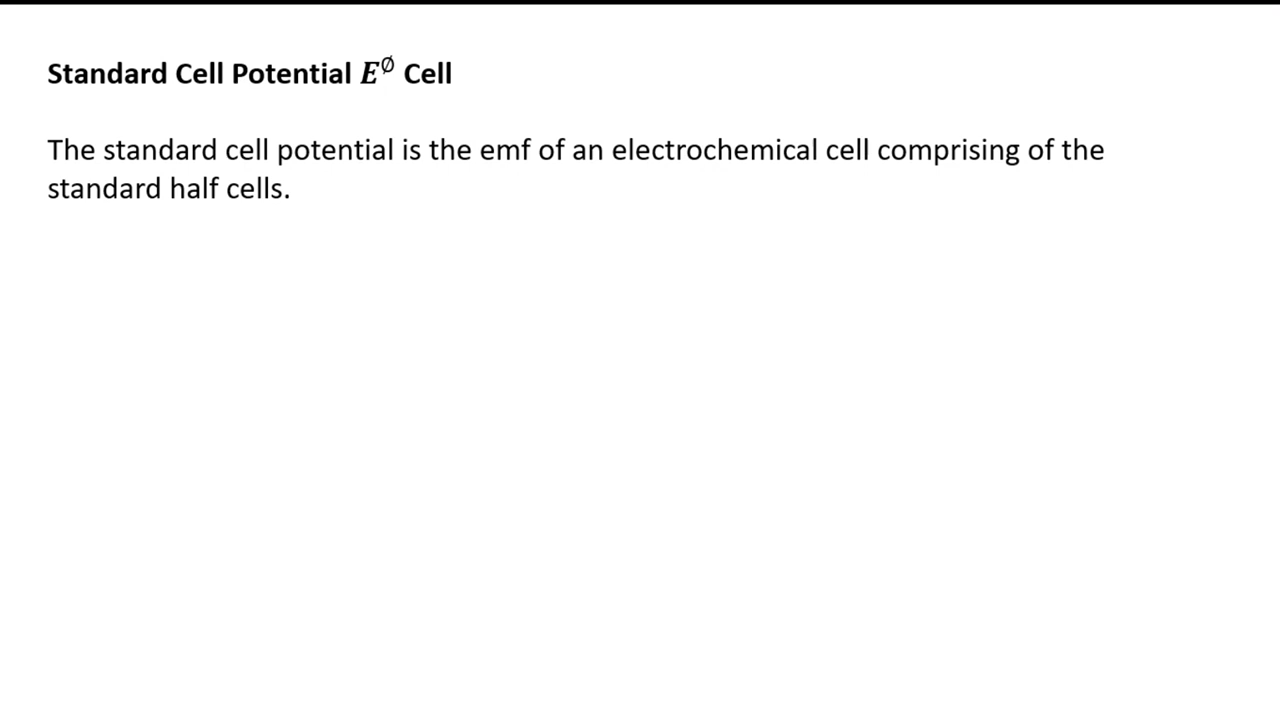 Standard Cell Potential E^∅ Cell
The standard cell potential is the emf of an electrochemical cell comprising of the
standard half cells.